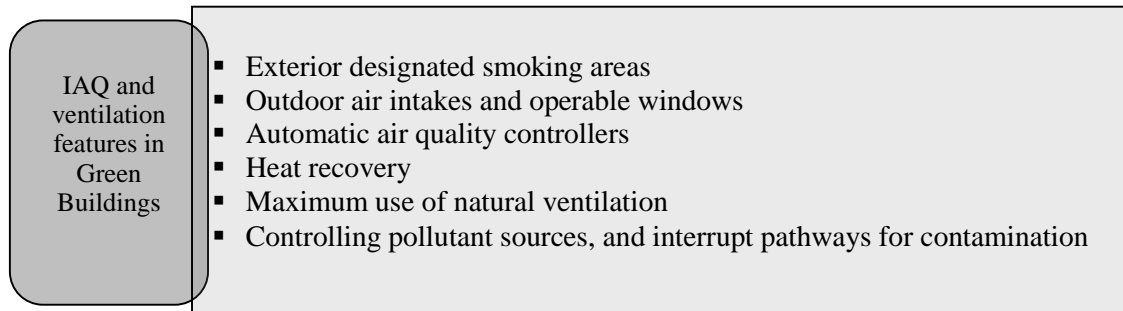 IAQ and
ventilation
features in
Green
Buildings
▪ Exterior designated smoking areas
▪ Outdoor air intakes and operable windows
▪ Automatic air quality controllers
▪ Heat recovery
▪ Maximum use of natural ventilation
▪ Controlling pollutant sources, and interrupt pathways for contamination